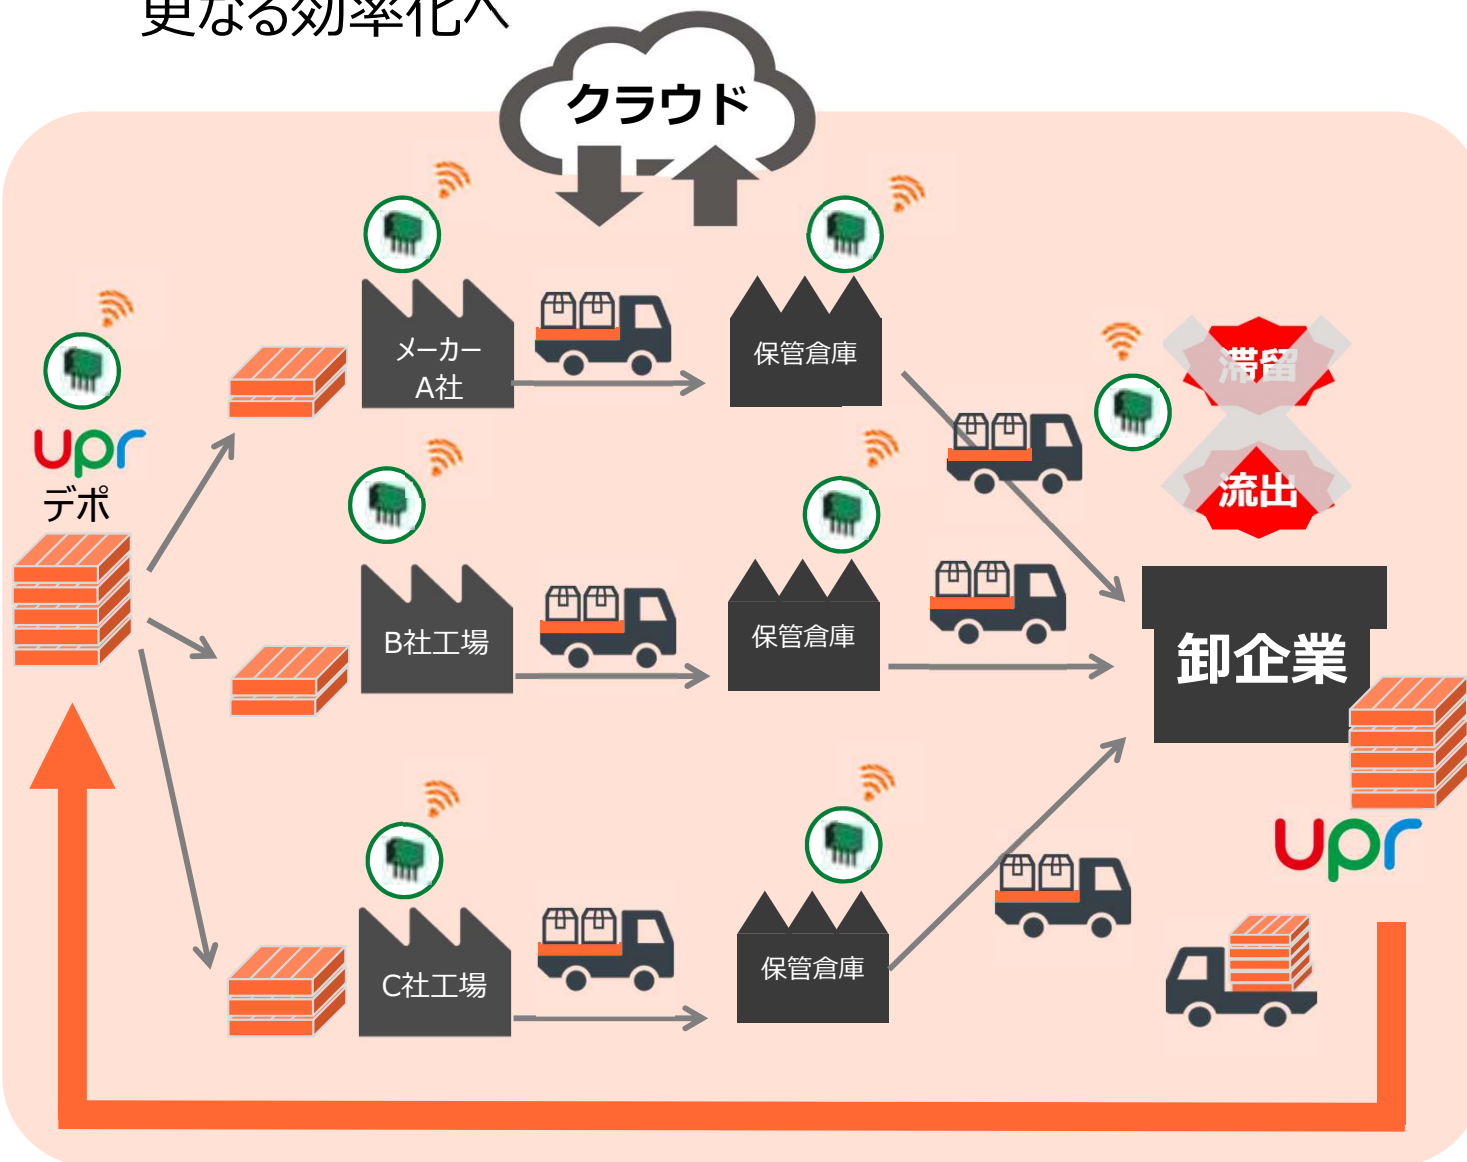 更なる効率化へ
クラウド
メーカー
A社
保管倉庫
滞留
upr
デポ
流出
B社工場
保管倉庫
卸企業
upr
C社工場
保管倉庫